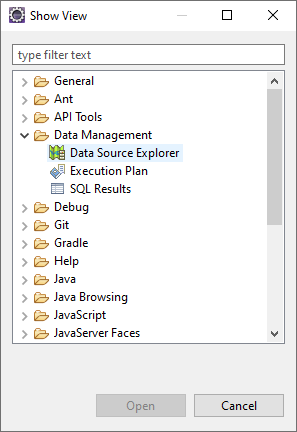 Show View
type filter text
General
Ant
API Tools
Data Management
Data Source Explorer
Execution Plan
SQL Results
Debug
Git
Gradle
Help
Java
Java Browsing
JavaScript
JavaServer Faces
Open
Cancel